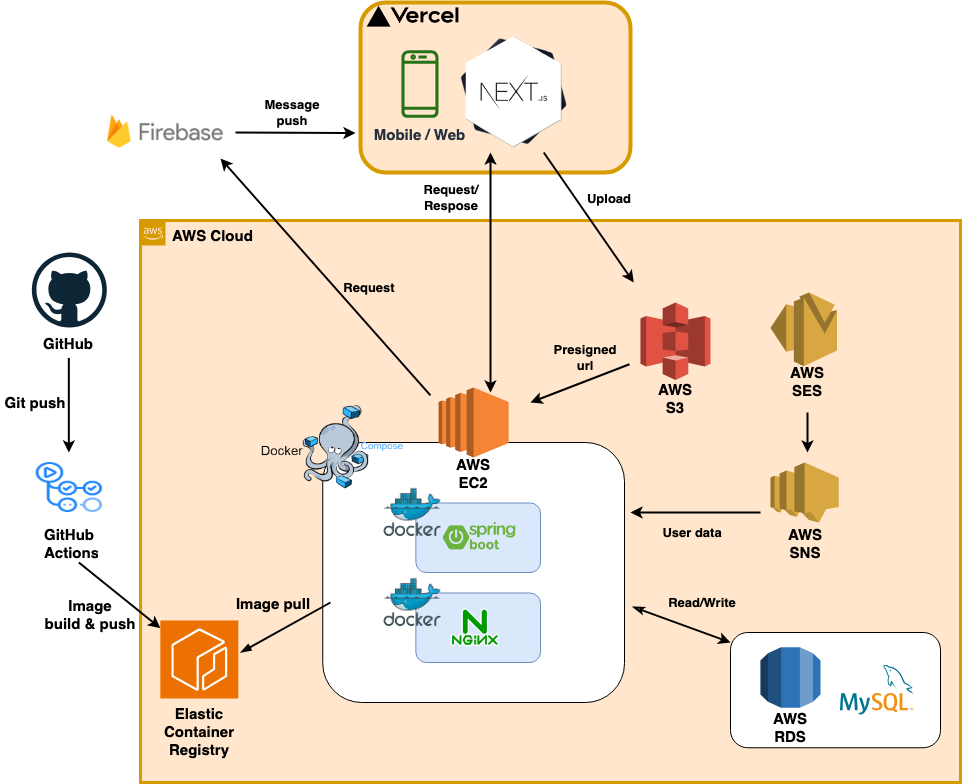 Vercel
NEXT.JS
Mobile / Web
Message
push
Firebase
Request/
Respose
Upload
aws
AWS Cloud
Request
GitHub
Git push
GitHub
Actions
Image
build & push
Presigned
url
AWS
S3
AWS
SES
Docker
Compose
AWS
EC2
docker
spring
boot
docker
NGiNX
User data
AWS
SNS
Image pull
Read/Write
Elastic
Container
Registry
AWS
RDS
MySQL